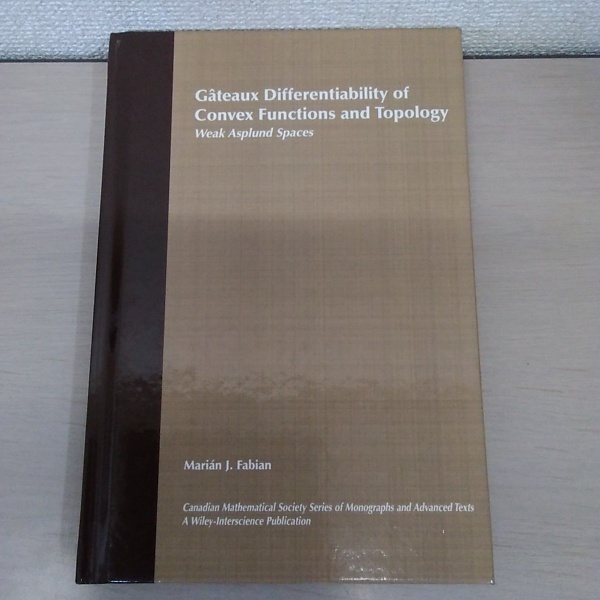 Gâteaux Differentiability of
Convex Functions and Topology
Weak Asplund Spaces
Marián J. Fabian
Canadian Mathematical Society Series of Monographs and Advanced Texts
A Wiley-Interscience Publication